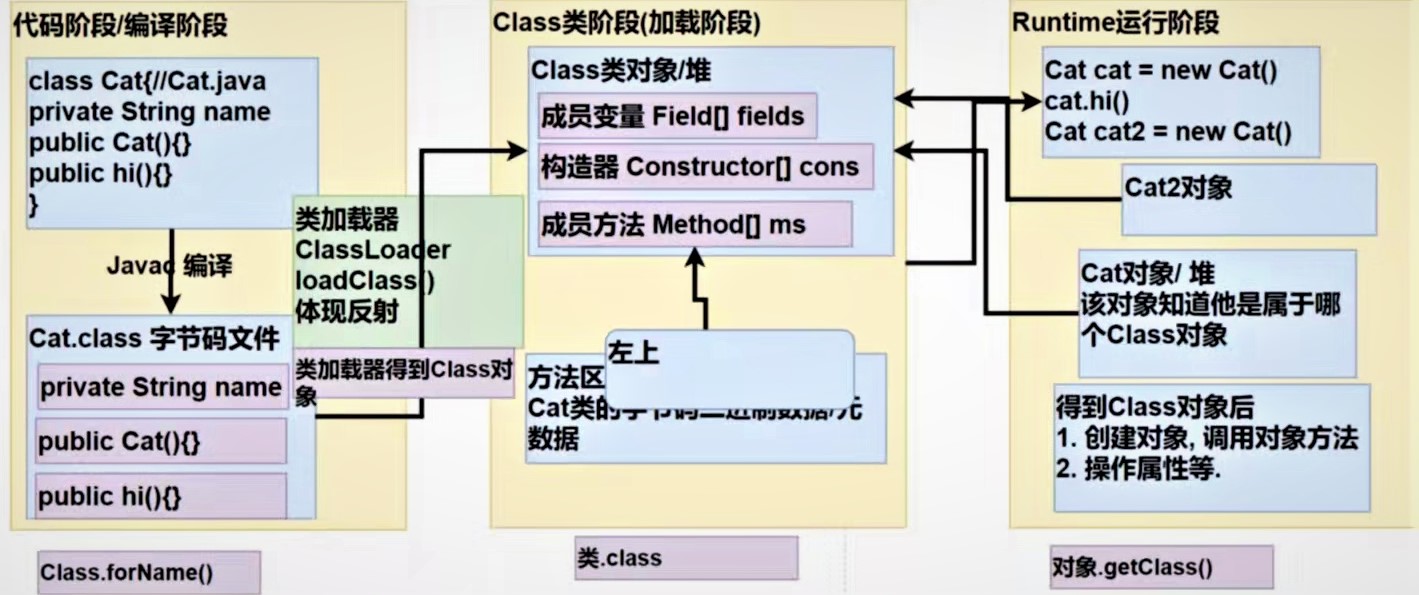 代码阶段/编译阶段
class Cat{//Cat.java
private String name
public Cat(){}
public hi(){}
}
Javac 编译
Cat.class 字节码文件
private String name
public Cat(){}
public hi(){}
Class.forName()
类加载器
ClassLoader
loadClass()
体现反射
类加载器得到Class对
象
Class类阶段(加载阶段)
Class类对象/堆
成员变量 Field[] fields
构造器 Constructor[] cons
成员方法 Method[] ms
左上
方法区
Cat类的字节码二进制数据/元
数据
类.class
Runtime运行阶段
Cat cat = new Cat()
cat.hi()
Cat cat2 = new Cat()
Cat2对象
Cat对象/ 堆
该对象知道他是属于哪
个Class对象
得到Class对象后
1. 创建对象, 调用对象方法
2. 操作属性等.
对象.getClass()